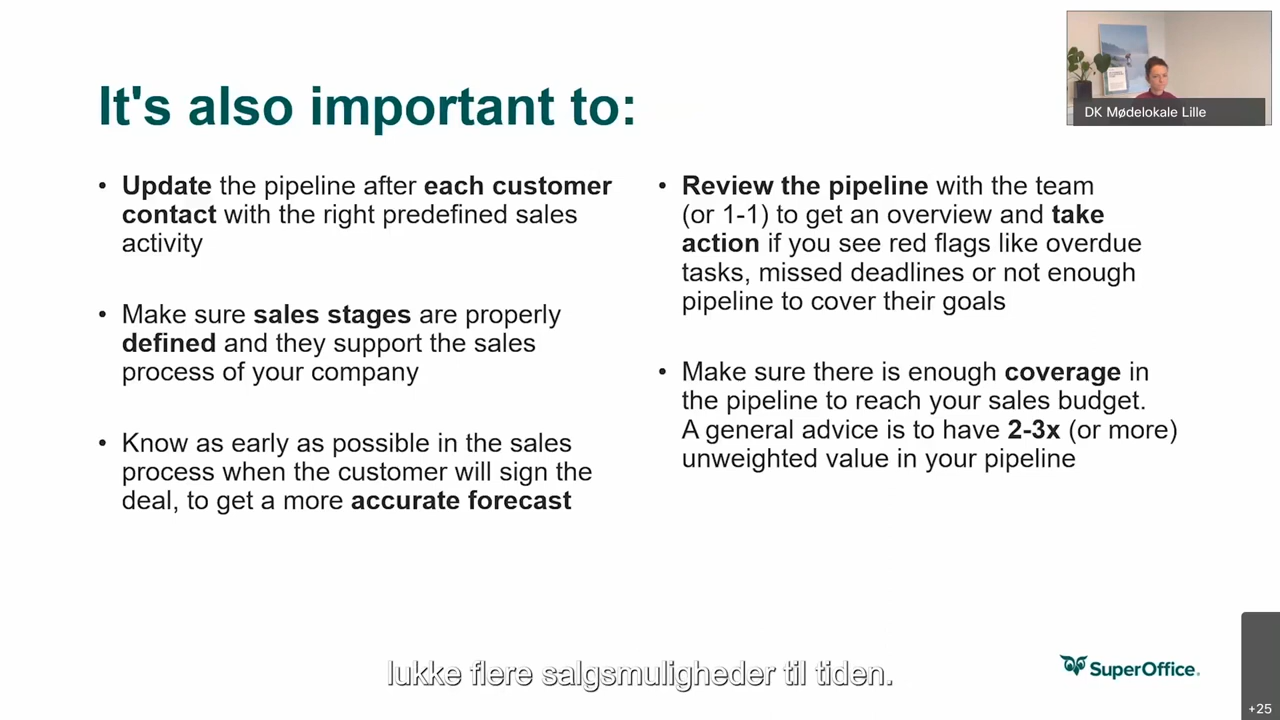 It's also important to:
• Update the pipeline after each customer
contact with the right predefined sales
activity
• Make sure sales stages are properly
defined and they support the sales
process of your company
• Know as early as possible in the sales
process when the customer will sign the
deal, to get a more accurate forecast
• Review the pipeline with the team
(or 1-1) to get an overview and take
action if you see red flags like overdue
tasks, missed deadlines or not enough
pipeline to cover their goals
• Make sure there is enough coverage in
the pipeline to reach your sales budget.
A general advice is to have 2-3x (or more)
unweighted value in your pipeline
DK Mødelokale Lille
lukke flere salgsmuligheder til tiden.
SuperOffice.
+25